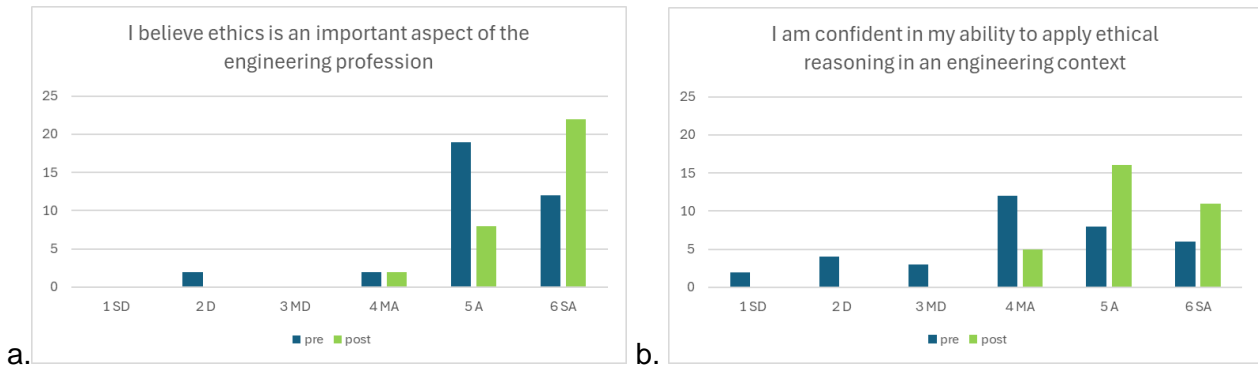 I believe ethics is an important aspect of the
engineering profession
25
20
15
10
5
0
1 SD 2 D 3 MD 4 MA 5 A 6 SA
pre post
a.
I am confident in my ability to apply ethical
reasoning in an engineering context
25
20
15
10
5
0
1 SD 2 D 3 MD 4 MA 5 A 6 SA
pre post
b.